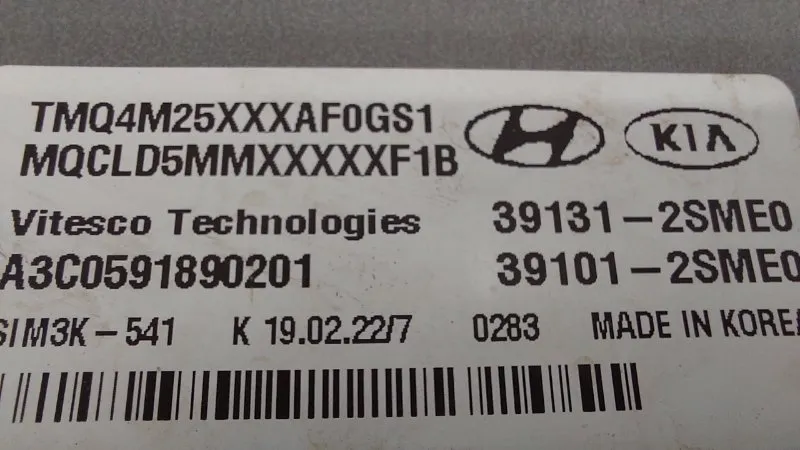 TMQ4M25XXXAF0GS1
KIA
MQCLD5MMXXXXXF1B
Vitesco Technologies 39131-2SME0
A3C0591890201 39101-2SME0
SIM3K-541 K 19.02.22/7 0283 MADE IN KOREA